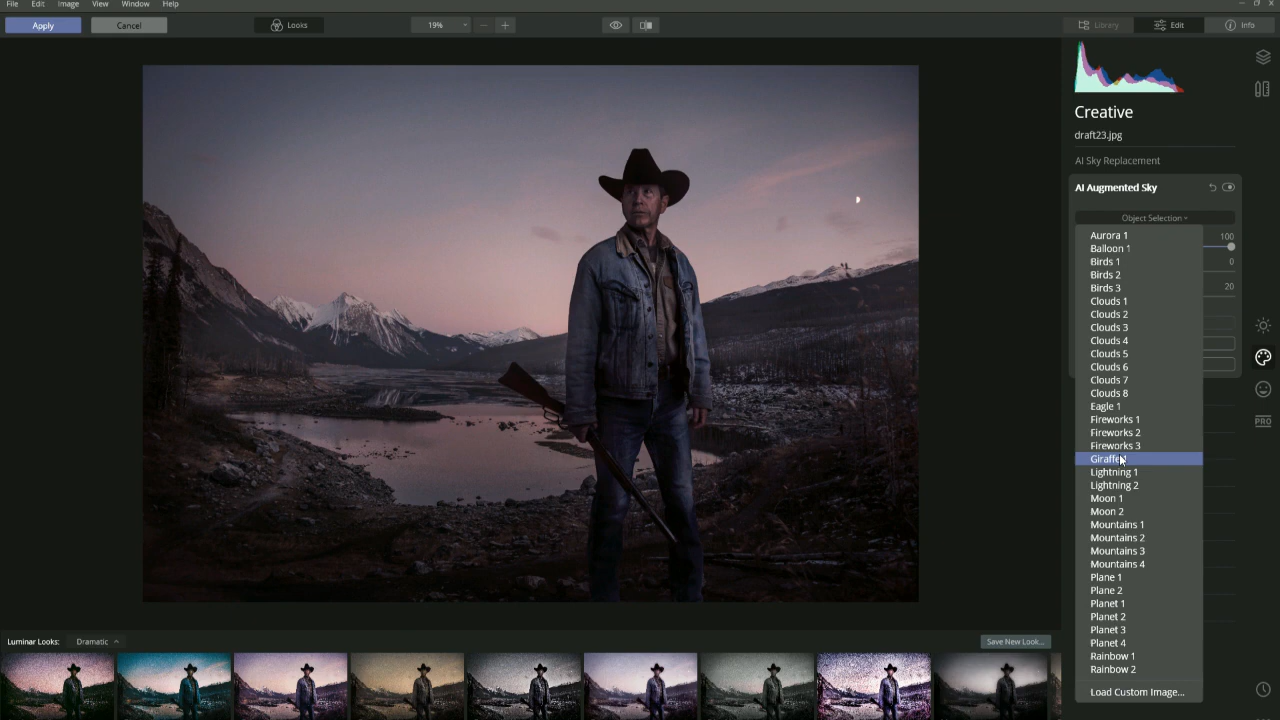 File Edit Image View Window Help
Apply Cancel Looks 19% Library Edit Info
Creative
draft23.jpg
AI Sky Replacement
AI Augmented Sky
Object Selection
100
0
20
Aurora 1
Balloon 1
Birds 1
Birds 2
Birds 3
Clouds 1
Clouds 2
Clouds 3
Clouds 4
Clouds 5
Clouds 6
Clouds 7
Clouds 8
Eagle 1
Fireworks 1
Fireworks 2
Fireworks 3
Giraffe 1
Lightning 1
Lightning 2
Moon 1
Moon 2
Mountains 1
Mountains 2
Mountains 3
Mountains 4
Plane 1
Plane 2
Planet 1
Planet 2
Planet 3
Planet 4
Rainbow 1
Rainbow 2
Load Custom Image...
PRO
Luminar Looks: Dramatic Save New Look...